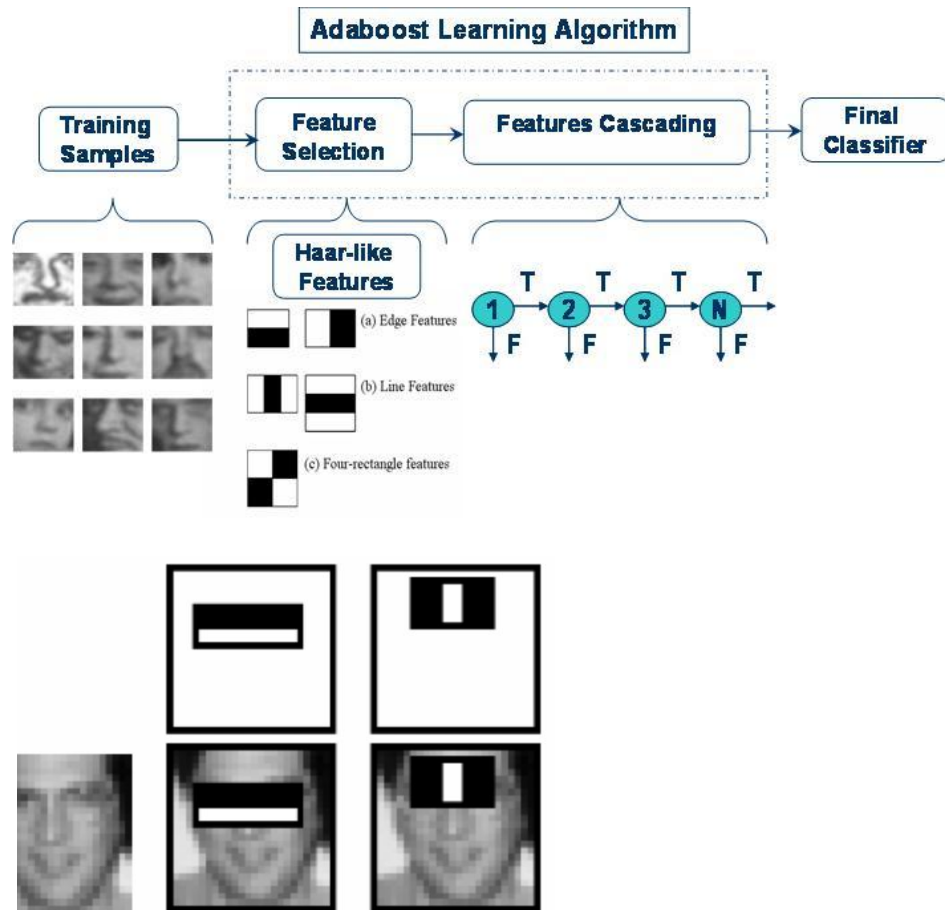 Adaboost Learning Algorithm
Training
Samples
Feature
Selection
Features Cascading
Final
Classifier
Haar-like
Features
(a) Edge Features
(b) Line Features
(c) Four-rectangle features
T T T T
1 2 3 N
F F F F